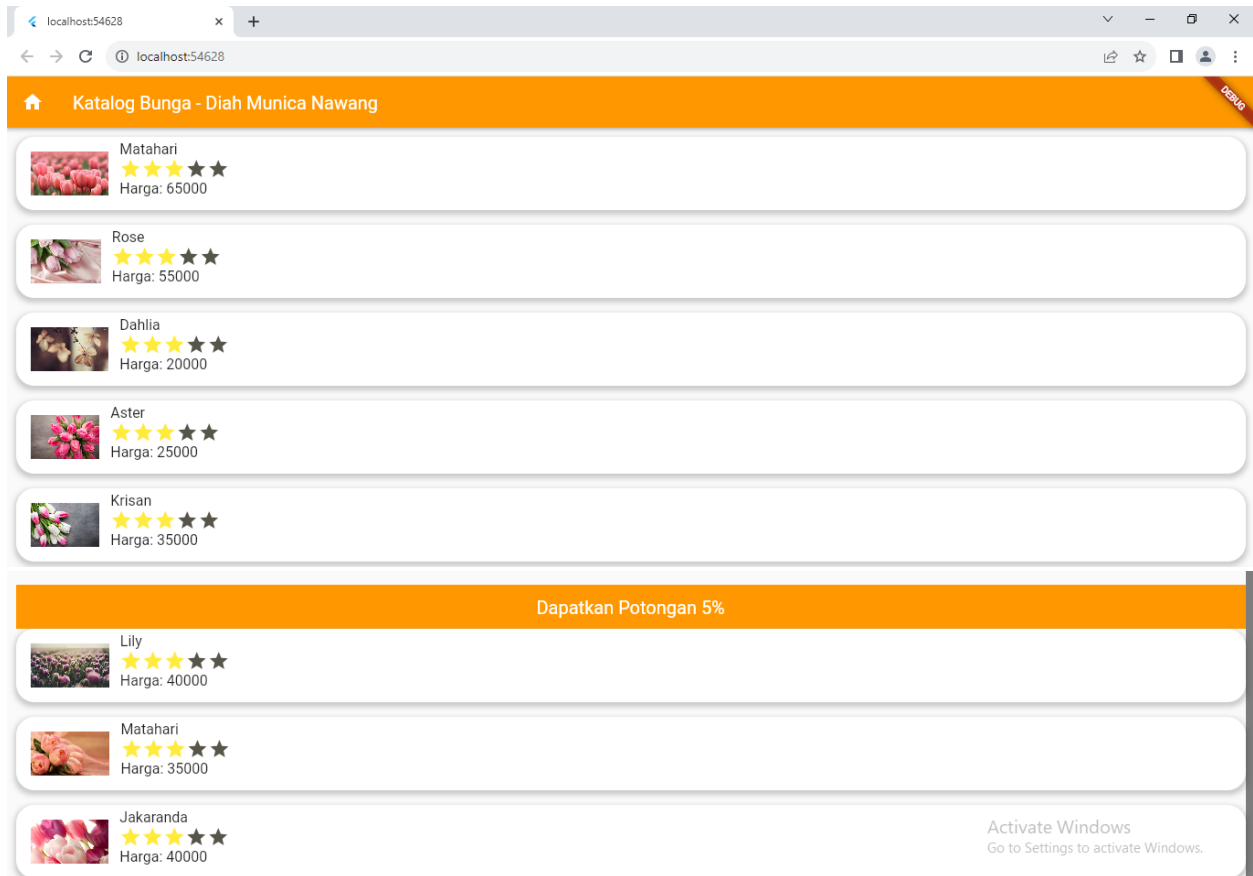 localhost:54628
localhost:54628
Katalog Bunga - Diah Munica Nawang
DEBUG
Matahari
Harga: 65000
Rose
Harga: 55000
Dahlia
Harga: 20000
Aster
Harga: 25000
Krisan
Harga: 35000
Dapatkan Potongan 5%
Lily
Harga: 40000
Matahari
Harga: 35000
Jakaranda
Harga: 40000
Activate Windows
Go to Settings to activate Windows.